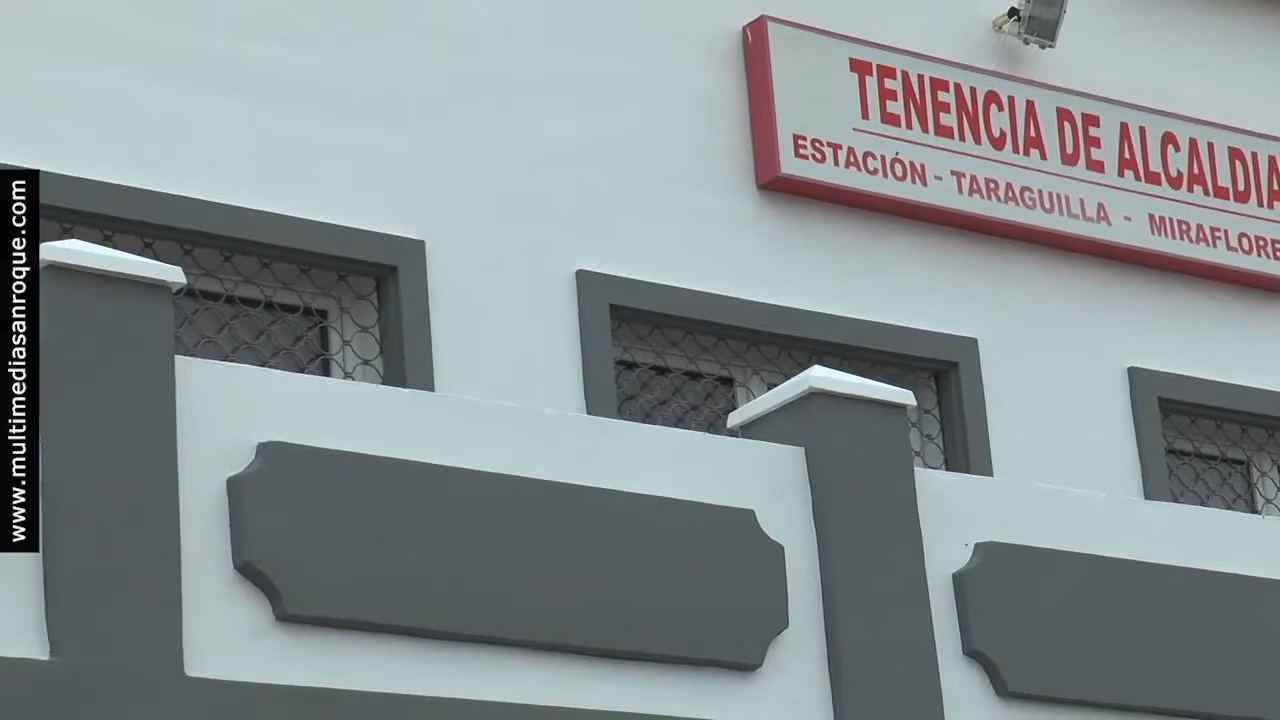 TENENCIA DE ALCALDIA
ESTACIÓN - TARAGUILLA - MIRAFLORE
www.multimediasanroque.com